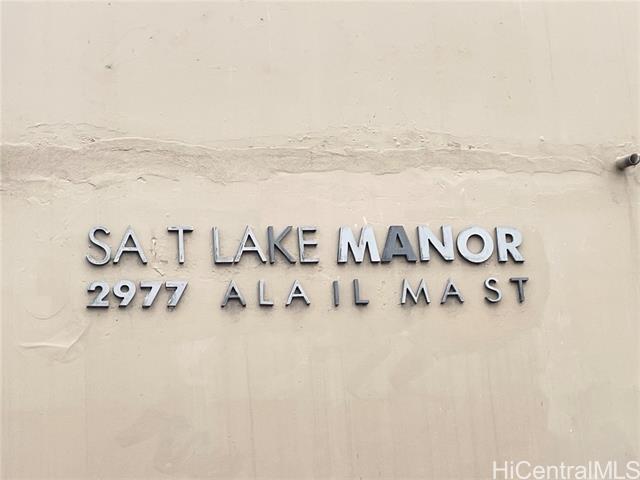 SA T LAKE MANOR
2977 ALA IL MA ST
HiCentralMLS